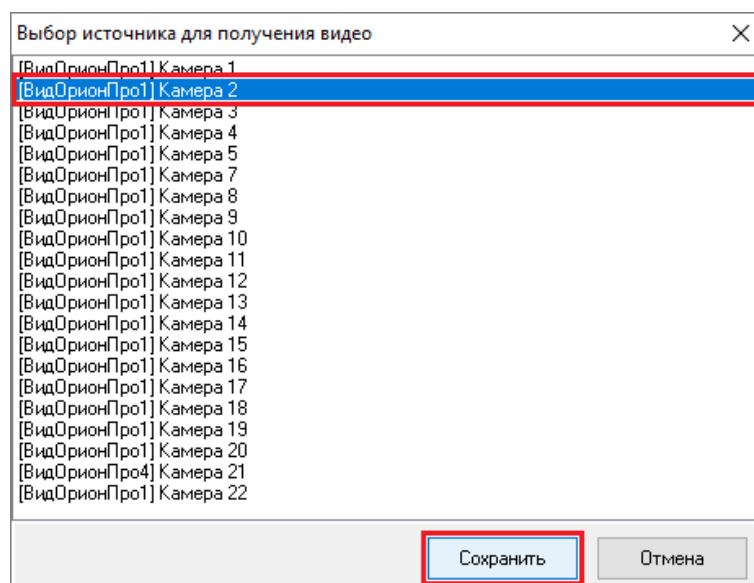 Выбор источника для получения видео
[ВидОрионПро1] Камера 1
[ВидОрионПро1] Камера 2
[ВидОрионПро1] Камера 3
[ВидОрионПро1] Камера 4
[ВидОрионПро1] Камера 5
[ВидОрионПро1] Камера 7
[ВидОрионПро1] Камера 8
[ВидОрионПро1] Камера 9
[ВидОрионПро1] Камера 10
[ВидОрионПро1] Камера 11
[ВидОрионПро1] Камера 12
[ВидОрионПро1] Камера 13
[ВидОрионПро1] Камера 14
[ВидОрионПро1] Камера 15
[ВидОрионПро1] Камера 16
[ВидОрионПро1] Камера 17
[ВидОрионПро1] Камера 18
[ВидОрионПро1] Камера 19
[ВидОрионПро1] Камера 20
[ВидОрионПро4] Камера 21
[ВидОрионПро1] Камера 22
Сохранить Отмена